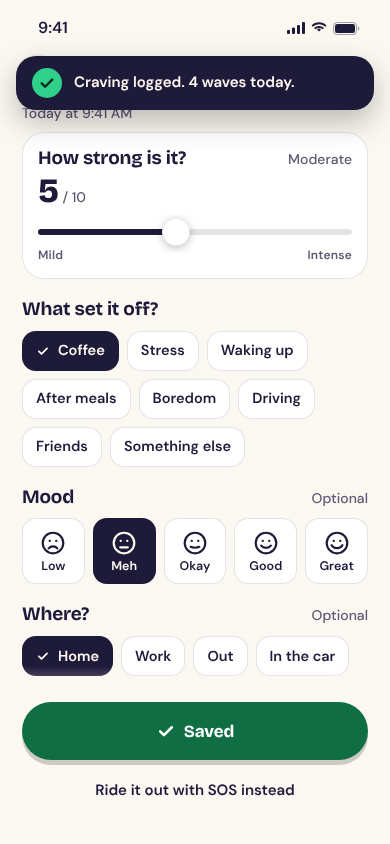 9:41
Craving logged. 4 waves today.
Today at 9:41 AM
How strong is it?
Moderate
5 / 10
Mild
Intense
What set it off?
Coffee
Stress
Waking up
After meals
Boredom
Driving
Friends
Something else
Mood
Optional
Low
Meh
Okay
Good
Great
Where?
Optional
Home
Work
Out
In the car
Saved
Ride it out with SOS instead